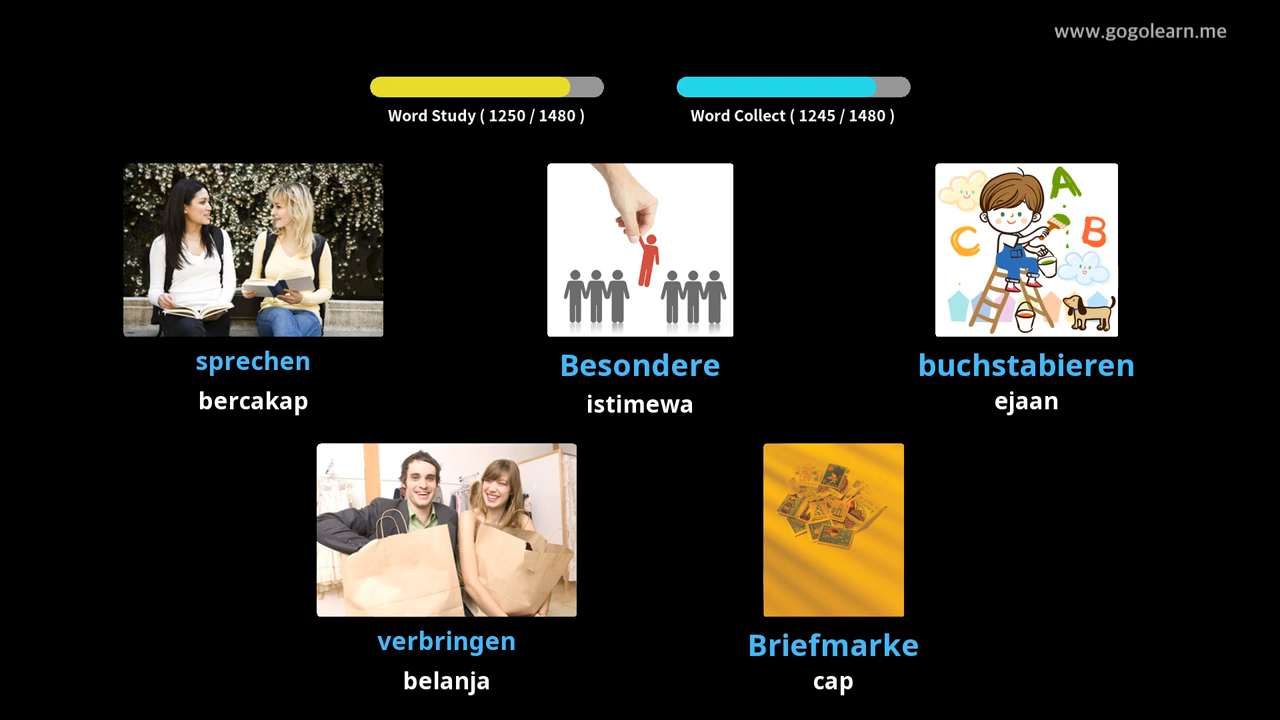 www.gogolearn.me
Word Study ( 1250 / 1480 )
Word Collect ( 1245 / 1480 )
A
B
C
sprechen
bercakap
Besondere
istimewa
buchstabieren
ejaan
verbringen
belanja
Briefmarke
cap